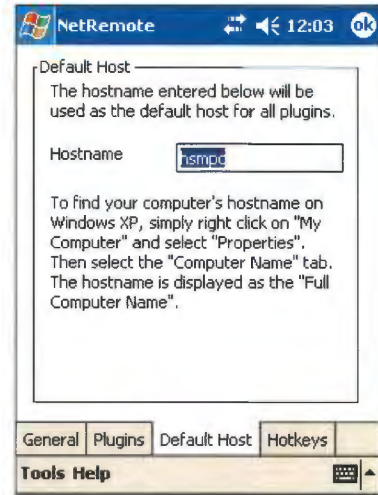 NetRemote 12:03 ok
Default Host
The hostname entered below will be
used as the default host for all plugins.
Hostname hsmpc
To find your computer's hostname on
Windows XP, simply right click on "My
Computer" and select "Properties".
Then select the "Computer Name" tab.
The hostname is displayed as the "Full
Computer Name".
General Plugins Default Host Hotkeys
Tools Help